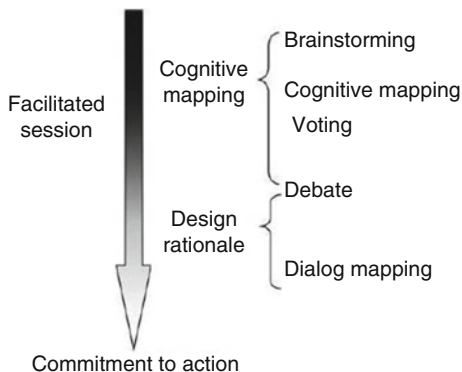 Facilitated
session
Cognitive
mapping
Brainstorming
Cognitive mapping
Voting
Debate
Design
rationale
Dialog mapping
Commitment to action